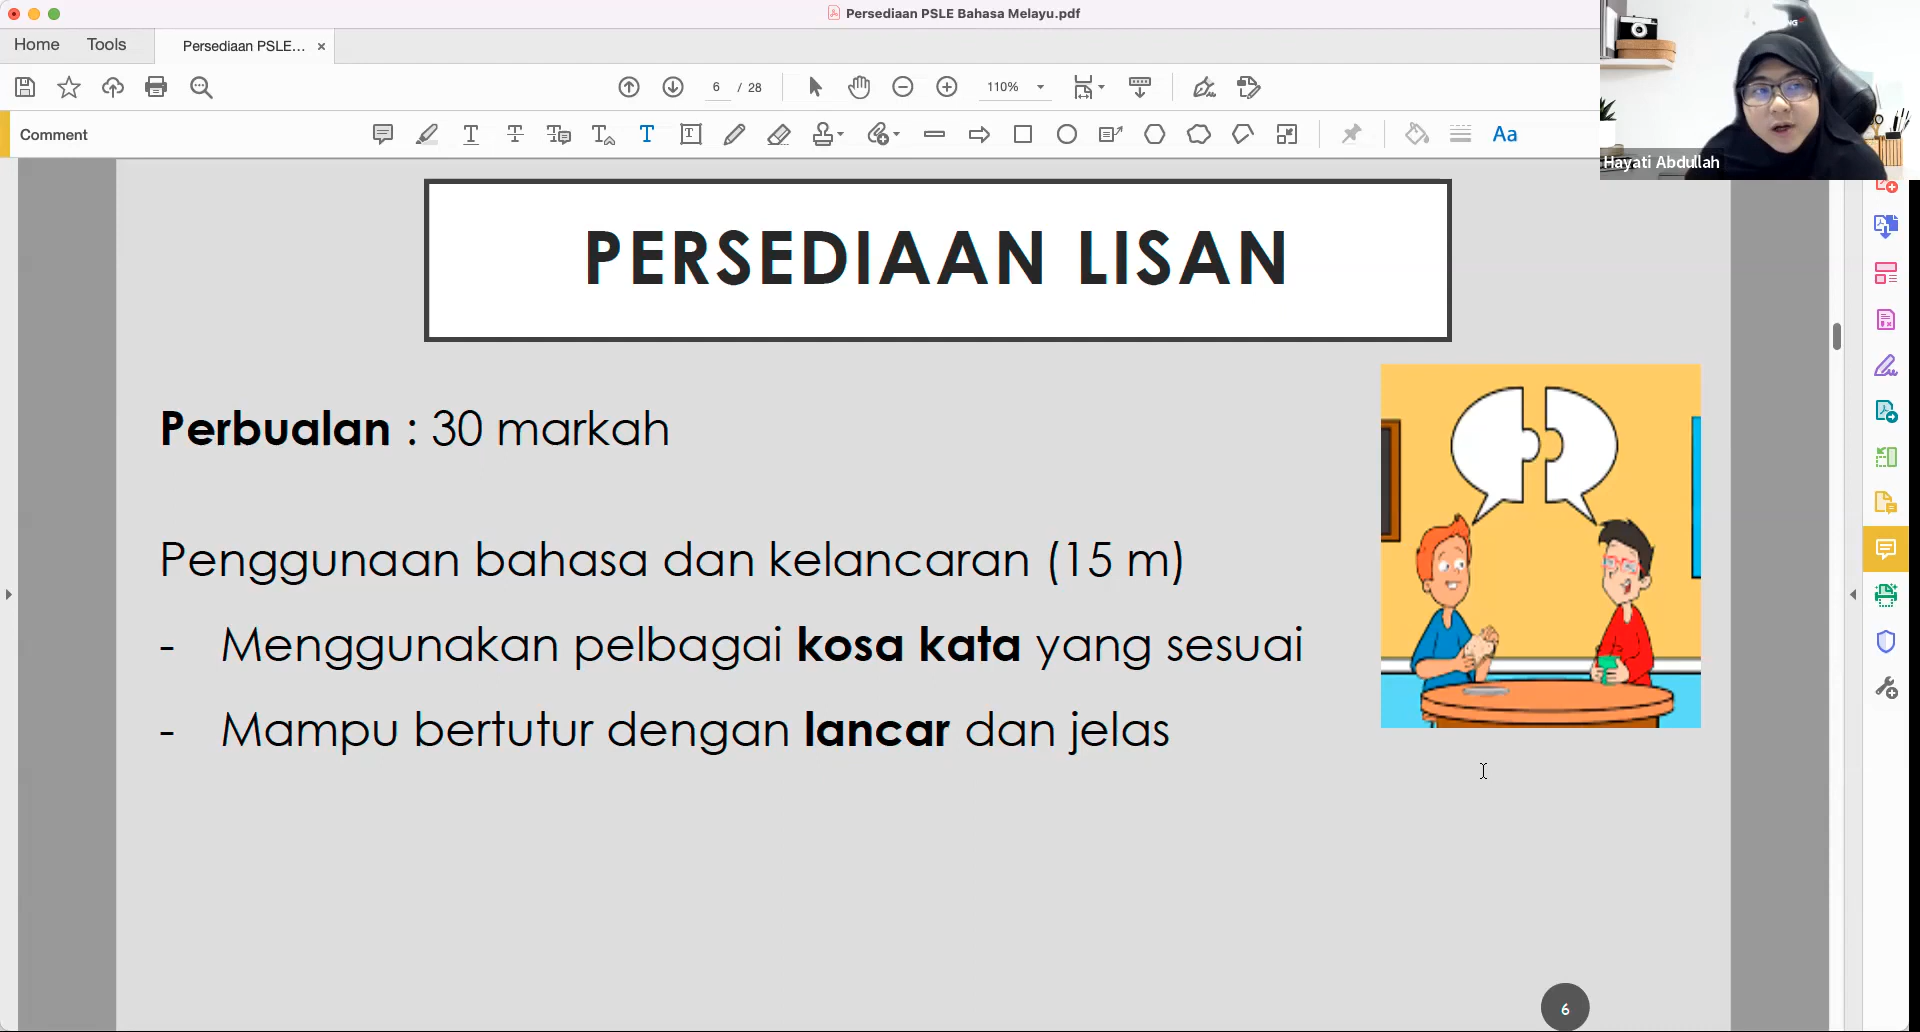 Persediaan PSLE Bahasa Melayu.pdf
Home Tools Persediaan PSLE... ×
6 / 28 110%
Comment
Aa
Hayati Abdullah
PERSEDIAAN LISAN
Perbualan : 30 markah
Penggunaan bahasa dan kelancaran (15 m)
- Menggunakan pelbagai kosa kata yang sesuai
- Mampu bertutur dengan lancar dan jelas
6